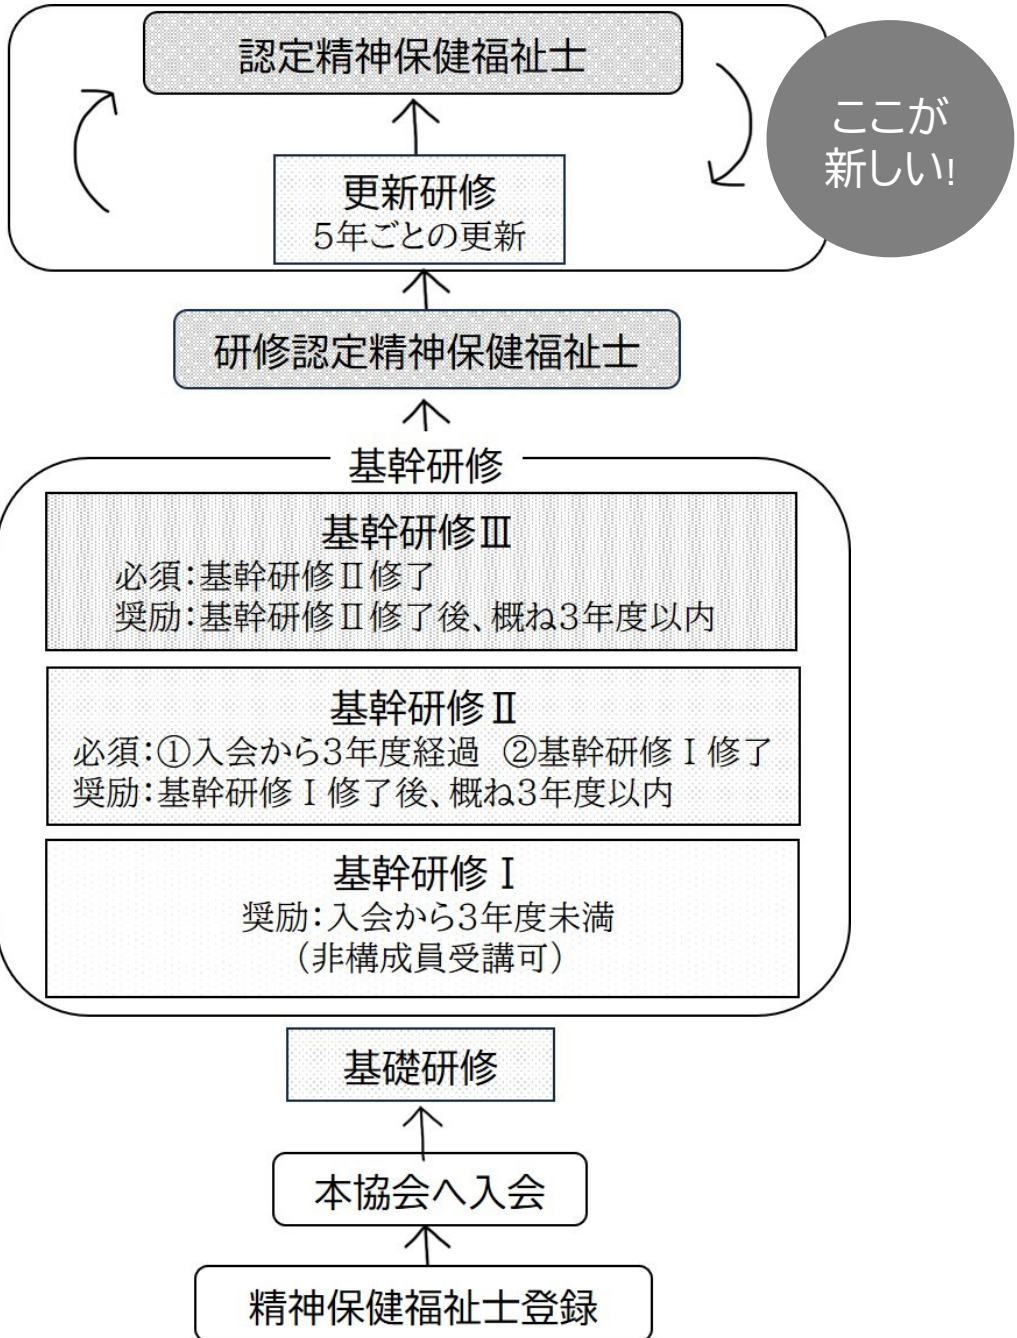 認定精神保健福祉士
ここが
新しい!
更新研修
5年ごとの更新
研修認定精神保健福祉士
基幹研修
基幹研修Ⅲ
必須:基幹研修Ⅱ修了
奨励:基幹研修Ⅱ修了後、概ね3年度以内
基幹研修Ⅱ
必須:①入会から3年度経過 ②基幹研修Ⅰ修了
奨励:基幹研修Ⅰ修了後、概ね3年度以内
基幹研修Ⅰ
奨励:入会から3年度未満
(非構成員受講可)
基礎研修
本協会へ入会
精神保健福祉士登録